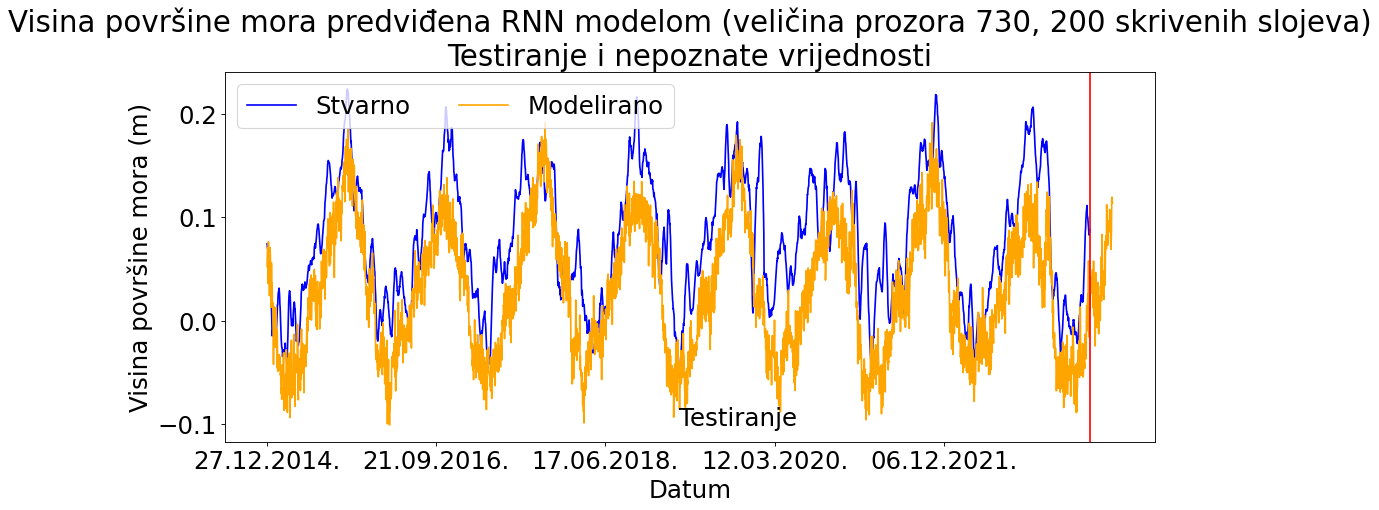 Visina površine mora predviđena RNN modelom (veličina prozora 730, 200 skrivenih slojeva)
Testiranje i nepoznate vrijednosti
Stvarno
Modelirano
Visina površine mora (m)
0.2
0.1
0.0
−0.1
Testiranje
27.12.2014.
21.09.2016.
17.06.2018.
12.03.2020.
06.12.2021.
Datum